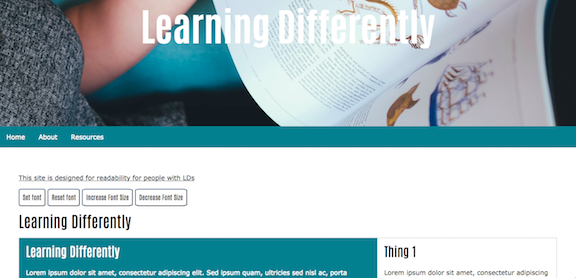 Learning Differently
Home About Resources
This site is designed for readability for people with LDs
Set font Reset font Increase Font Size Decrease Font Size
Learning Differently
Learning Differently
Lorem ipsum dolor sit amet, consectetur adipiscing elit. Sed ipsum quam, ultricies sed nisl ac, porta
Thing 1
Lorem ipsum dolor sit amet, consectetur